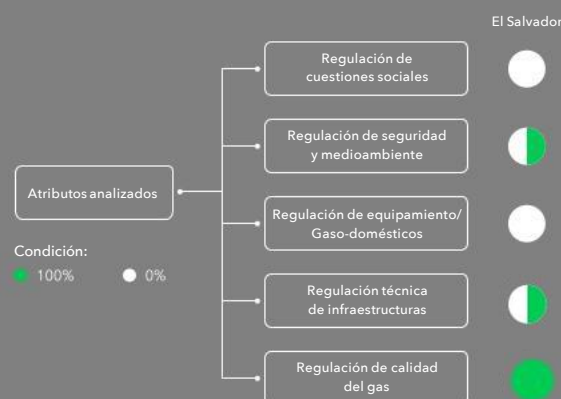 El Salvador
Regulación de
cuestiones sociales
Regulación de seguridad
y medioambiente
Atributos analizados
Regulación de equipamiento/
Gaso-domésticos
Condición:
100%
0%
Regulación técnica
de infraestructuras
Regulación de calidad
del gas